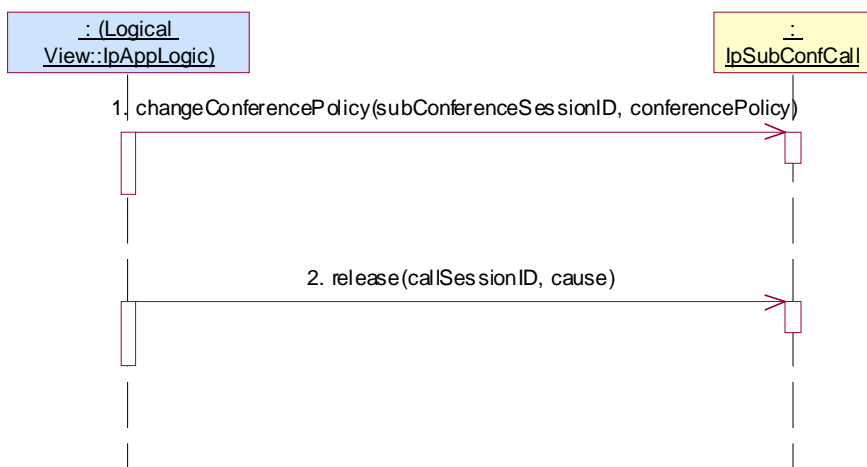 : (Logical
View::IpAppLogic)
:
IpSubConfCall
1. changeConferencePolicy(subConferenceSessionID, conferencePolicy)
2. release(callSessionID, cause)